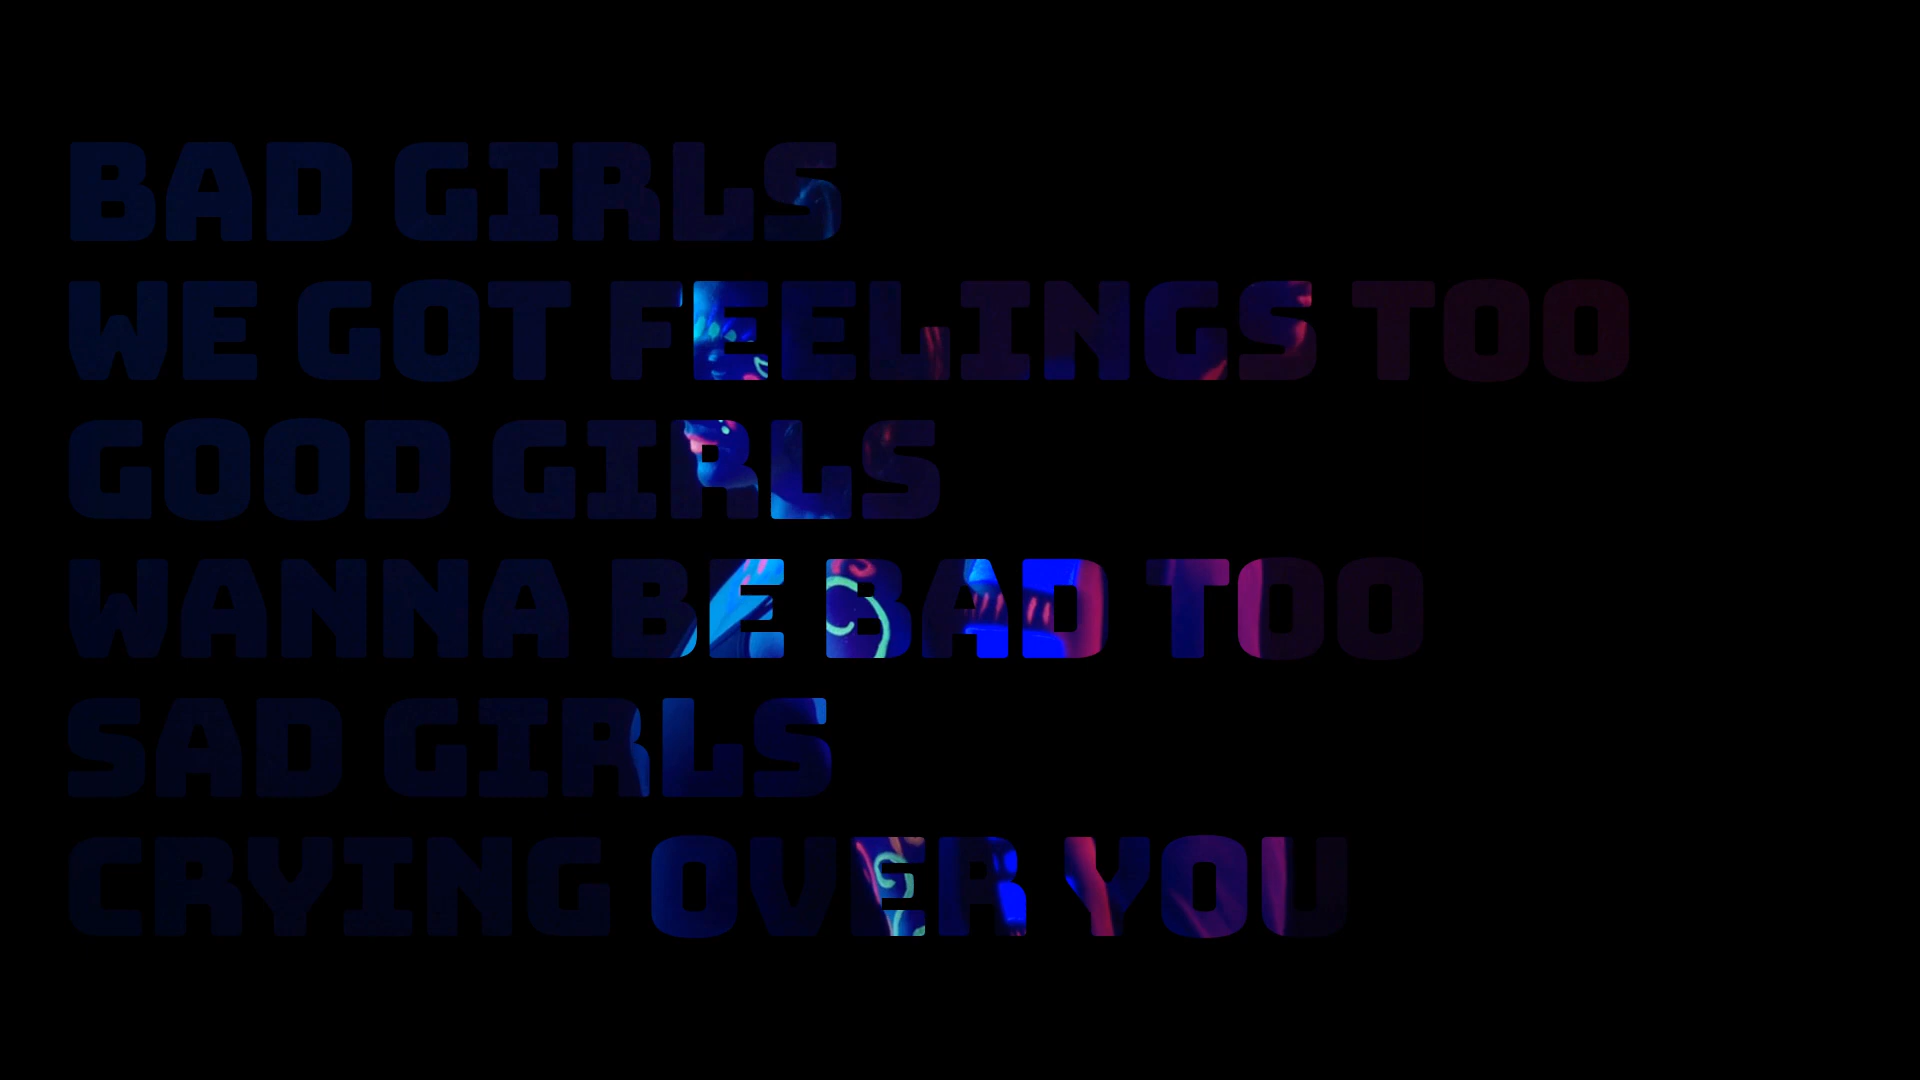 BAD GIRLS
WE GOT FEELINGS TOO
GOOD GIRLS
WANNA BE BAD TOO
SAD GIRLS
CRYING OVER YOU